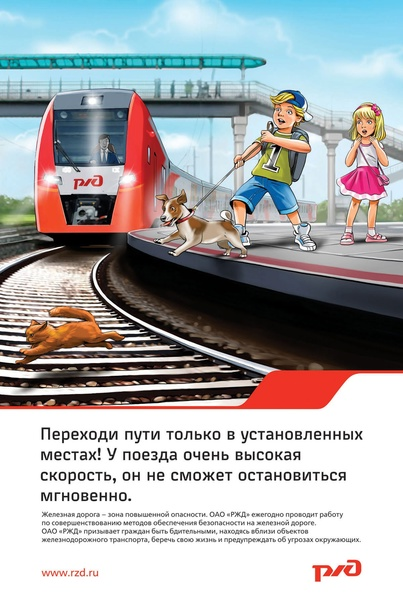 РЖД
1
Переходи пути только в установленных
местах! У поезда очень высокая
скорость, он не сможет остановиться
мгновенно.
Железная дорога – зона повышенной опасности. ОАО «РЖД» ежегодно проводит работу
по совершенствованию методов обеспечения безопасности на железной дороге.
ОАО «РЖД» призывает граждан быть бдительными, находясь вблизи объектов
железнодорожного транспорта, беречь свою жизнь и предупреждать об угрозах окружающих.
www.rzd.ru
РЖД